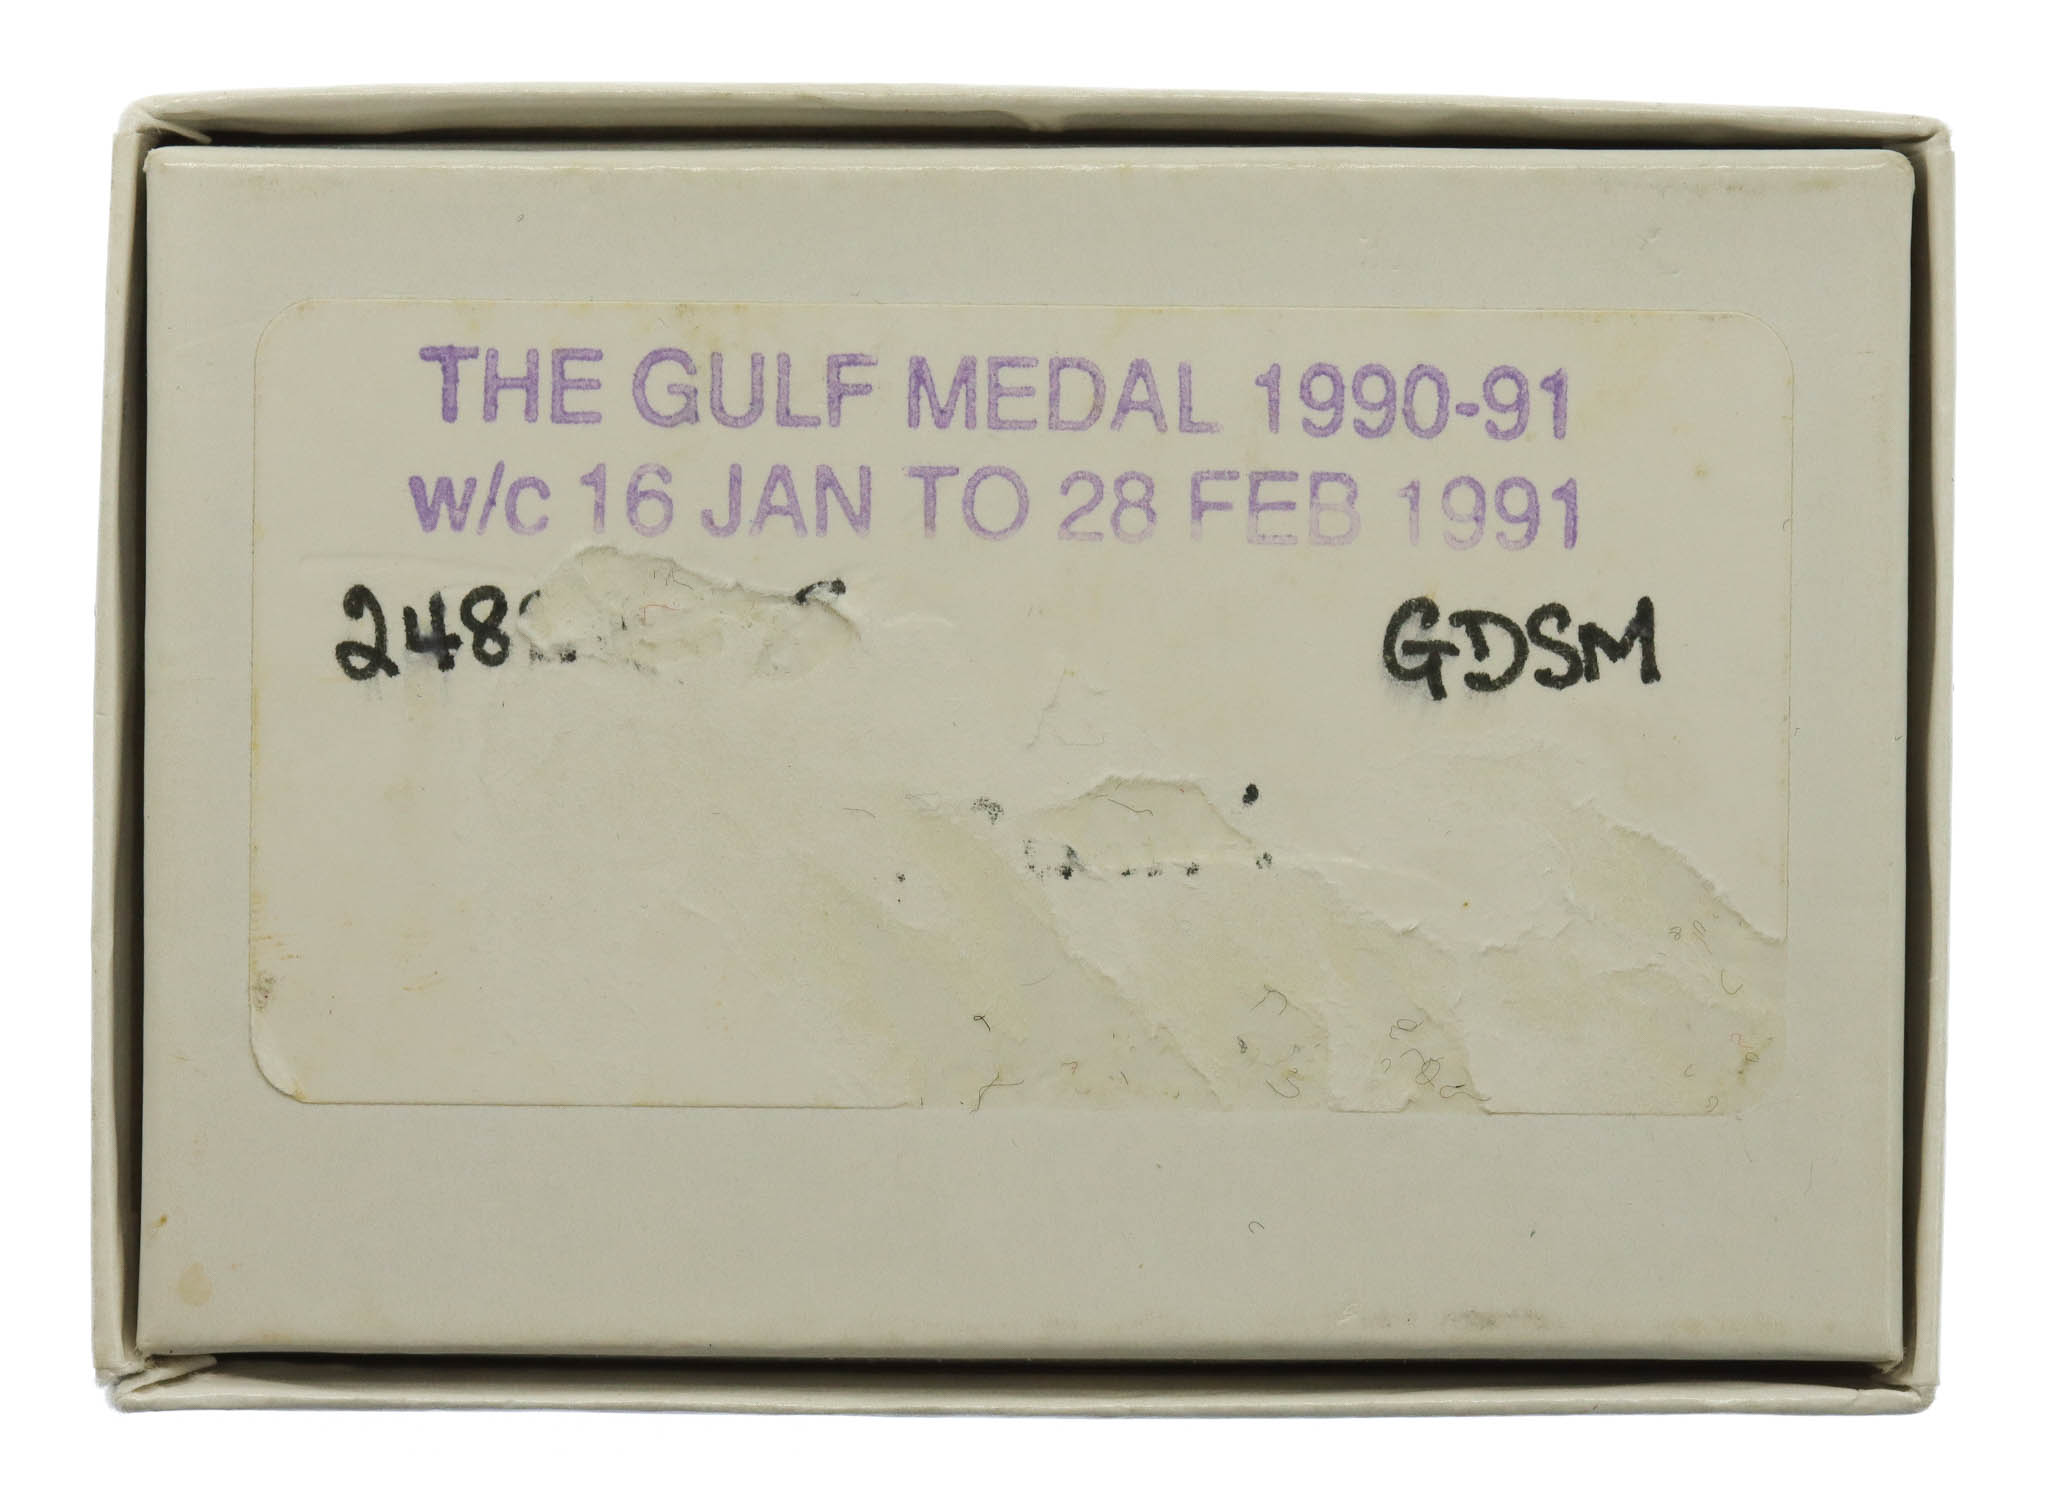 THE GULF MEDAL 1990-91
w/c 16 JAN TO 28 FEB 1991
GDSM